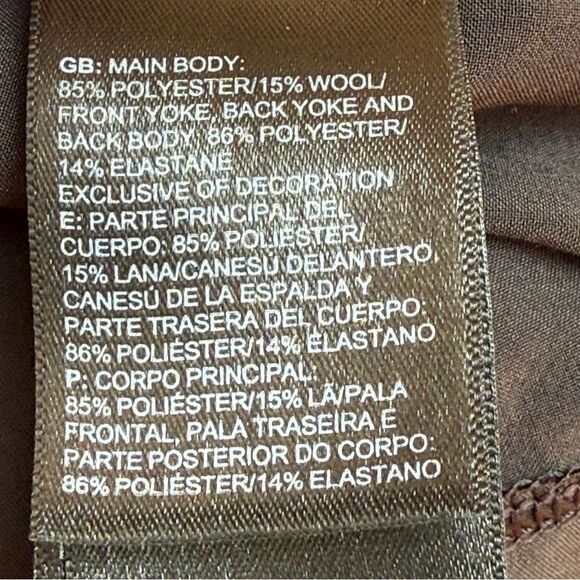 GB: MAIN BODY:
85% POLYESTER/15% WOOL/
FRONT YOKE, BACK YOKE AND
BACK BODY, 86% POLYESTER/
14% ELASTANE
EXCLUSIVE OF DECORATION
E: PARTE PRINCIPAL DEL
CUERPO: 85% POLIÉSTER/
15% LANA/CANESÚ DELANTERO,
CANESÚ DE LA ESPALDA Y
PARTE TRASERA DEL CUERPO:
86% POLIÉSTER/14% ELASTANO
P: CORPO PRINCIPAL:
85% POLIÉSTER/15% LÃ/PALA
FRONTAL, PALA TRASEIRA E
PARTE POSTERIOR DO CORPO:
86% POLIÉSTER/14% ELASTANO